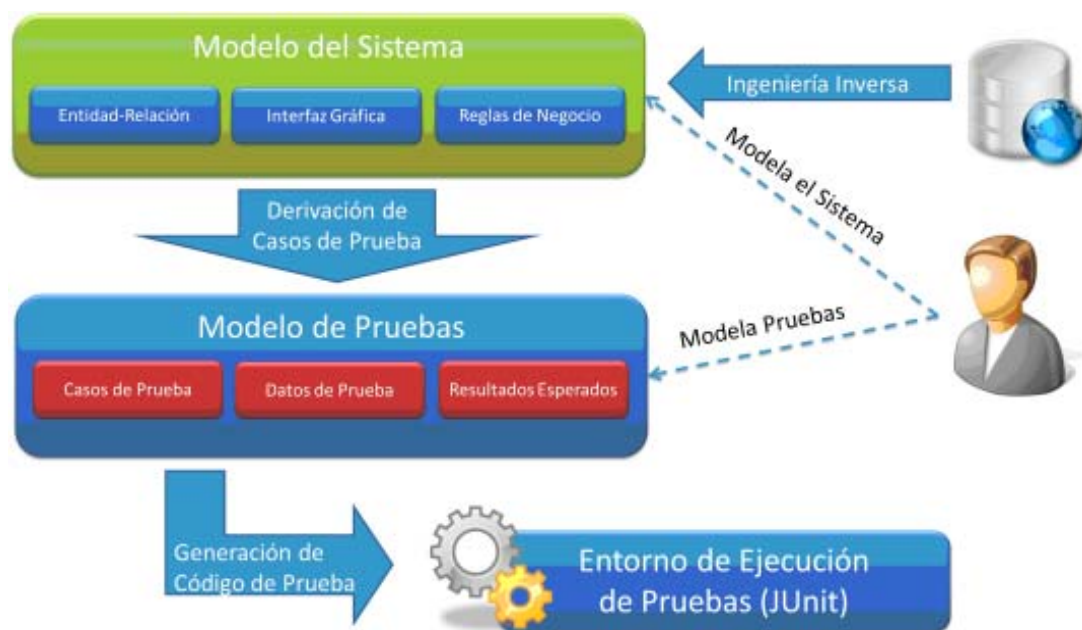 Modelo del Sistema
Entidad-Relación
Interfaz Gráfica
Reglas de Negocio
Ingeniería Inversa
Modela el Sistema
Derivación de
Casos de Prueba
Modelo de Pruebas
Casos de Prueba
Datos de Prueba
Resultados Esperados
Modela Pruebas
Generación de
Código de Prueba
Entorno de Ejecución
de Pruebas (JUnit)